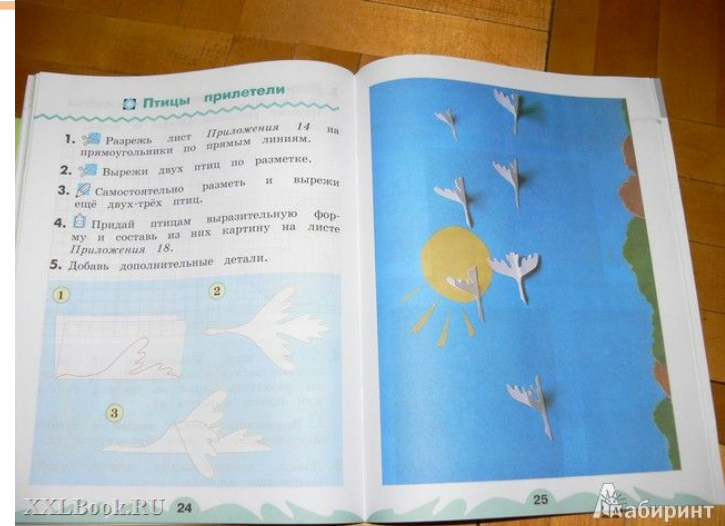 Птицы прилетели
1. Разрежь лист Приложения 14 на
прямоугольники по прямым линиям.
2. Вырежи двух птиц по разметке.
3. Самостоятельно разметь и вырежи
ещё двух-трёх птиц.
4. Придай птицам выразительную фор-
му и составь из них картину на листе
Приложения 18.
5. Добавь дополнительные детали.
1
2
3
24
25
XXLBook.RU
Лабиринт